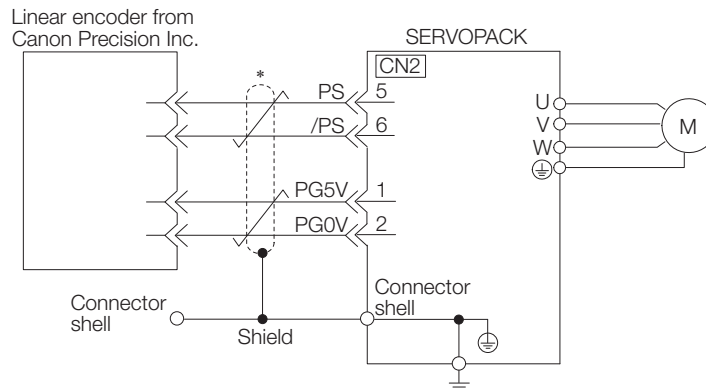 Linear encoder from
Canon Precision Inc.
SERVOPACK
CN2
*
PS 5
/PS 6
PG5V 1
PG0V 2
U
V
W
M
Connector
shell
Connector
shell
Shield